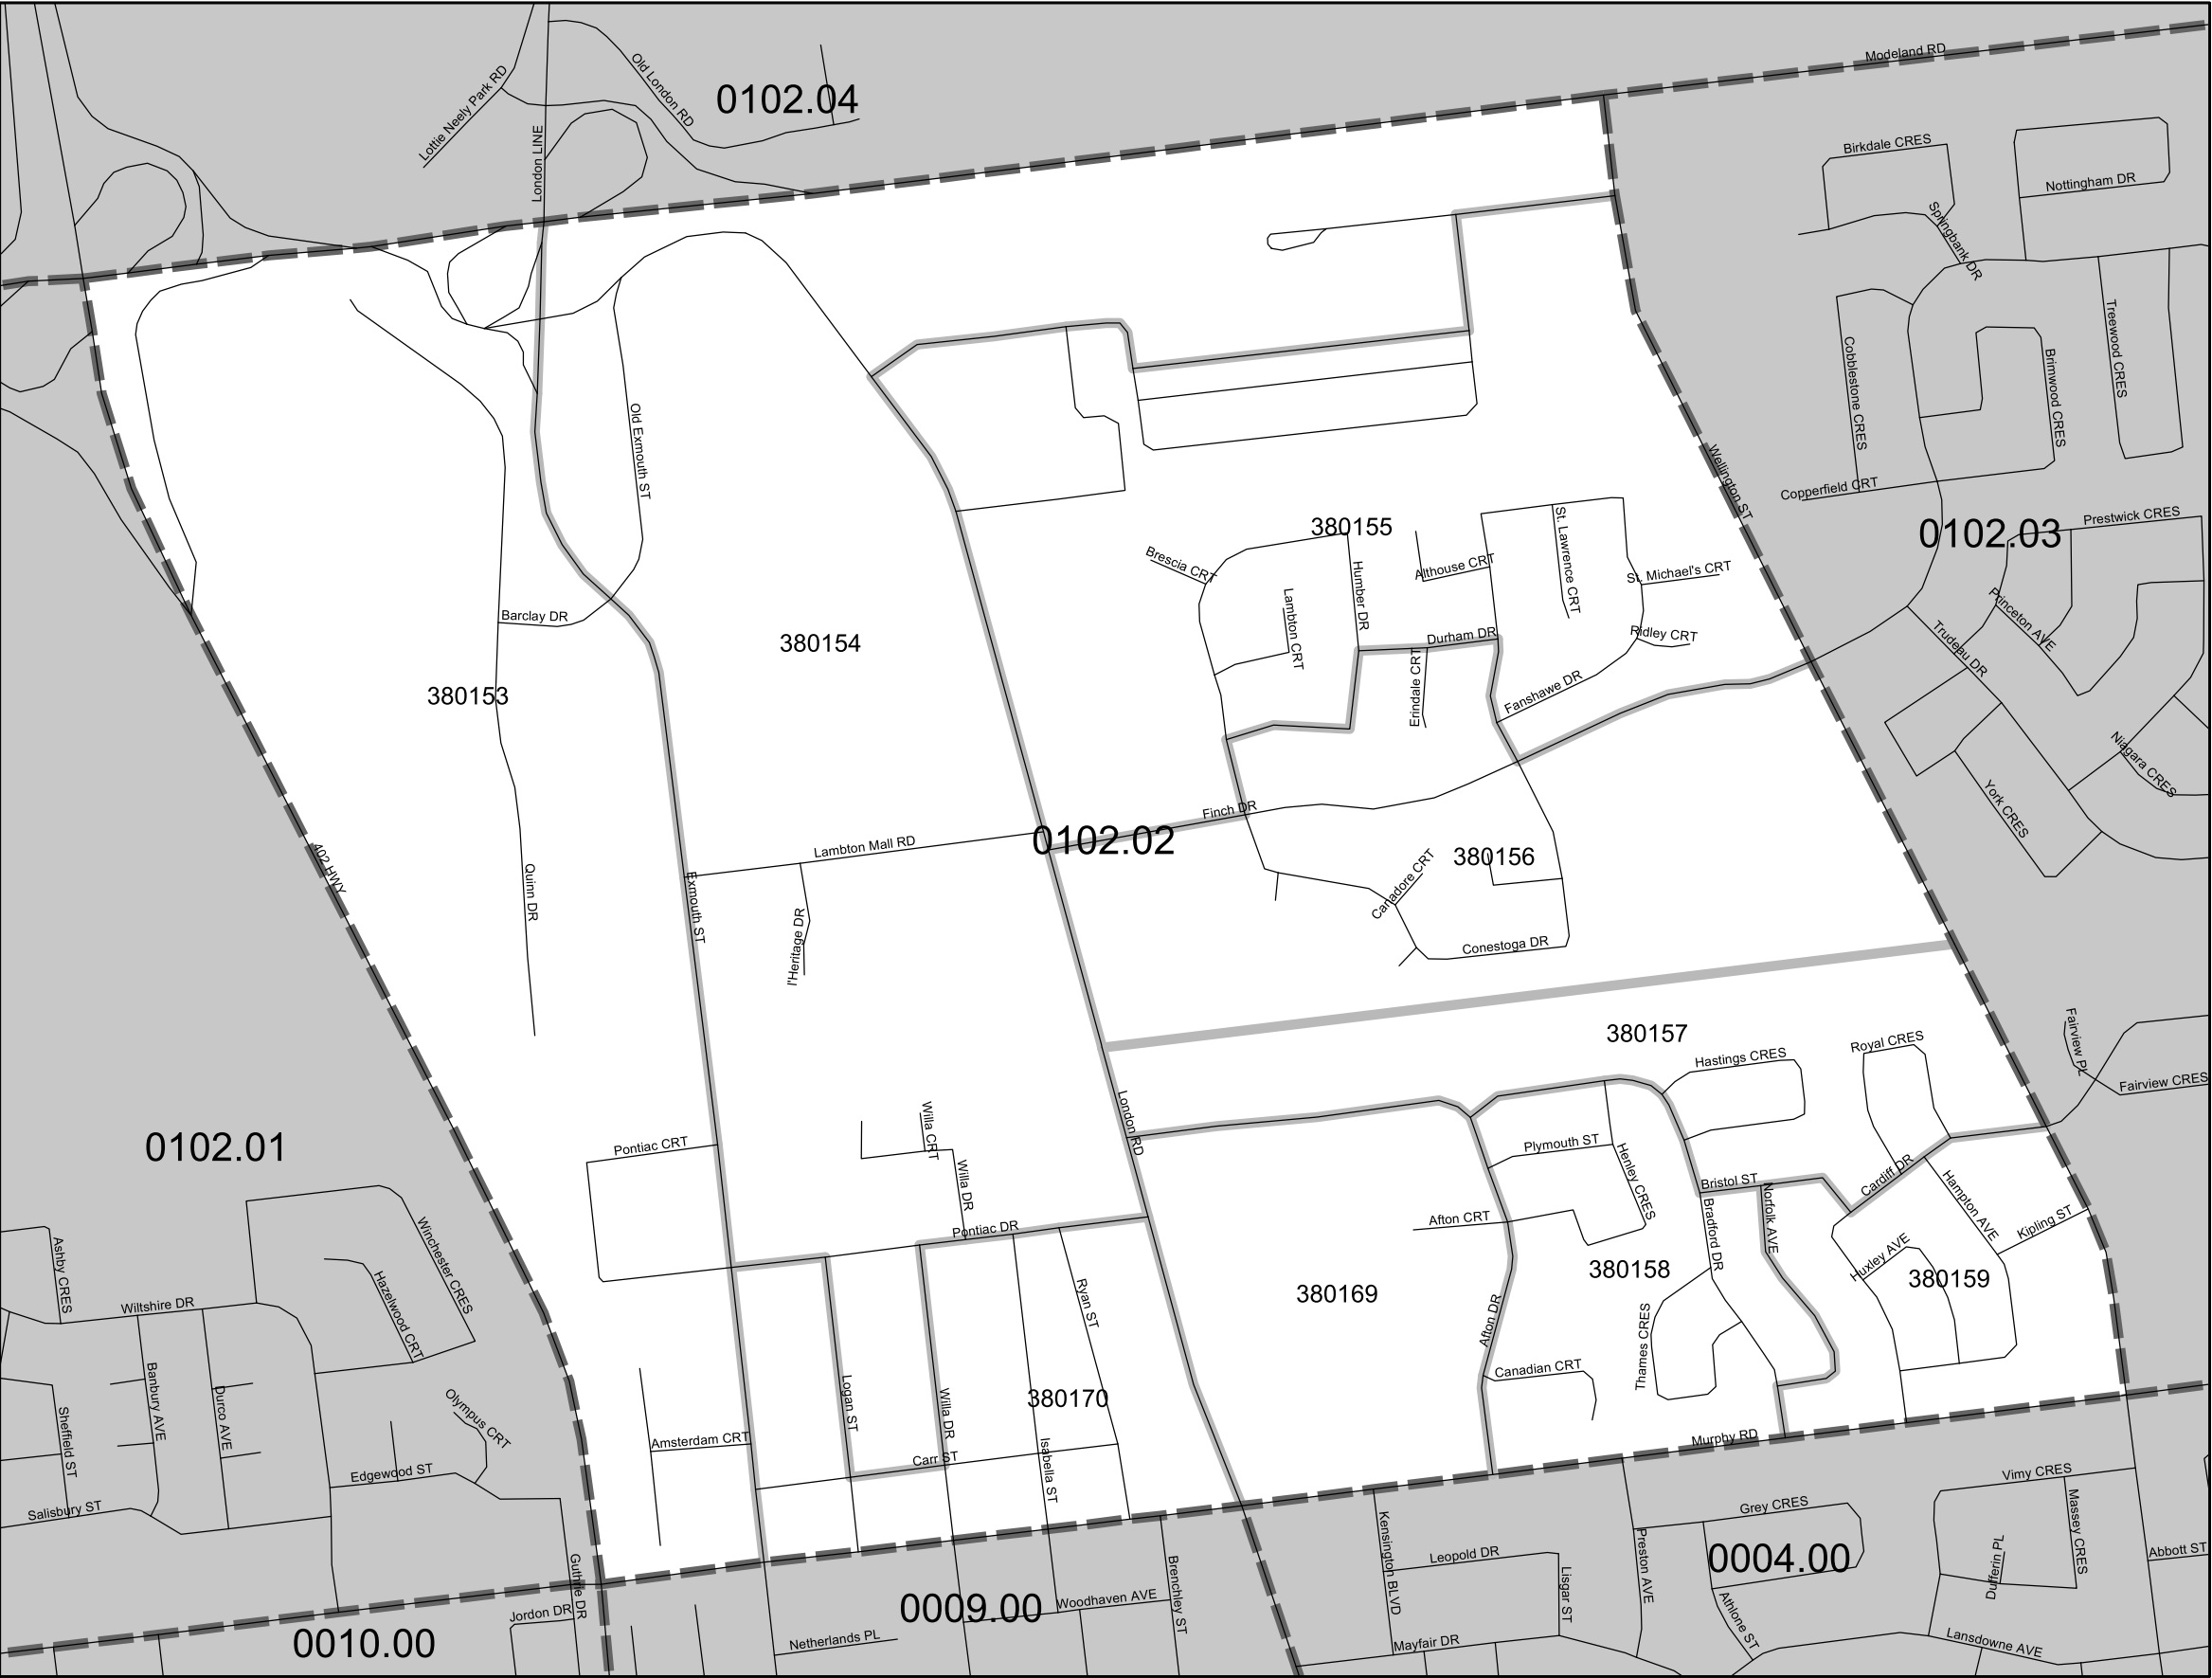 Modeland RD
Old London RD
Lottie Neely Park RD
0102.04
London LINE
Birkdale CRES
Nottingham DR
Springbank DR
Treewood CRES
Cobblestone CRES
Brimwood CRES
Old Exmouth ST
Wellington ST
Copperfield CRT
0102.03
Prestwick CRES
380155
St. Lawrence CRT
Brescia CRT
Humber DR
Althouse CRT
St. Michael's CRT
Lambton CRT
Princeton AVE
Barclay DR
380154
Durham DR
Ridley CRT
Trudeau DR
Erindale CRT
Fanshawe DR
380153
Niagara CRES
York CRES
Finch DR
0102.02
Lambton Mall RD
402 HWY
380156
Canadore CRT
Quinn DR
Exmouth ST
l'Heritage DR
Conestoga DR
380157
Fairview PL
Fairview CRES
Hastings CRES
Royal CRES
London RD
Willa CRT
0102.01
Pontiac CRT
Plymouth ST
Henley CRES
Willa DR
Bristol ST
Cardiff DR
Norfolk AVE
Hampton AVE
Bradford DR
Afton CRT
Kipling ST
Pontiac DR
Winchester CRES
Ashby CRES
Hazelwood CRT
Huxley AVE
380158
380159
380169
Ryan ST
Wiltshire DR
Afton DR
Thames CRES
Canadian CRT
Banbury AVE
Durco AVE
Logan ST
Willa DR
380170
Olympus CRT
Sheffield ST
Amsterdam CRT
Murphy RD
Carr ST
Isabella ST
Edgewood ST
Vimy CRES
Salisbury ST
Grey CRES
Massey CRES
Kensington BLVD
Preston AVE
0004.00
Leopold DR
Abbott ST
Guthrie DR
Brenchley ST
Lisgar ST
Dufferin PL
0009.00
Woodhaven AVE
Jordon DR
Athlone ST
0010.00
Netherlands PL
Mayfair DR
Lansdowne AVE